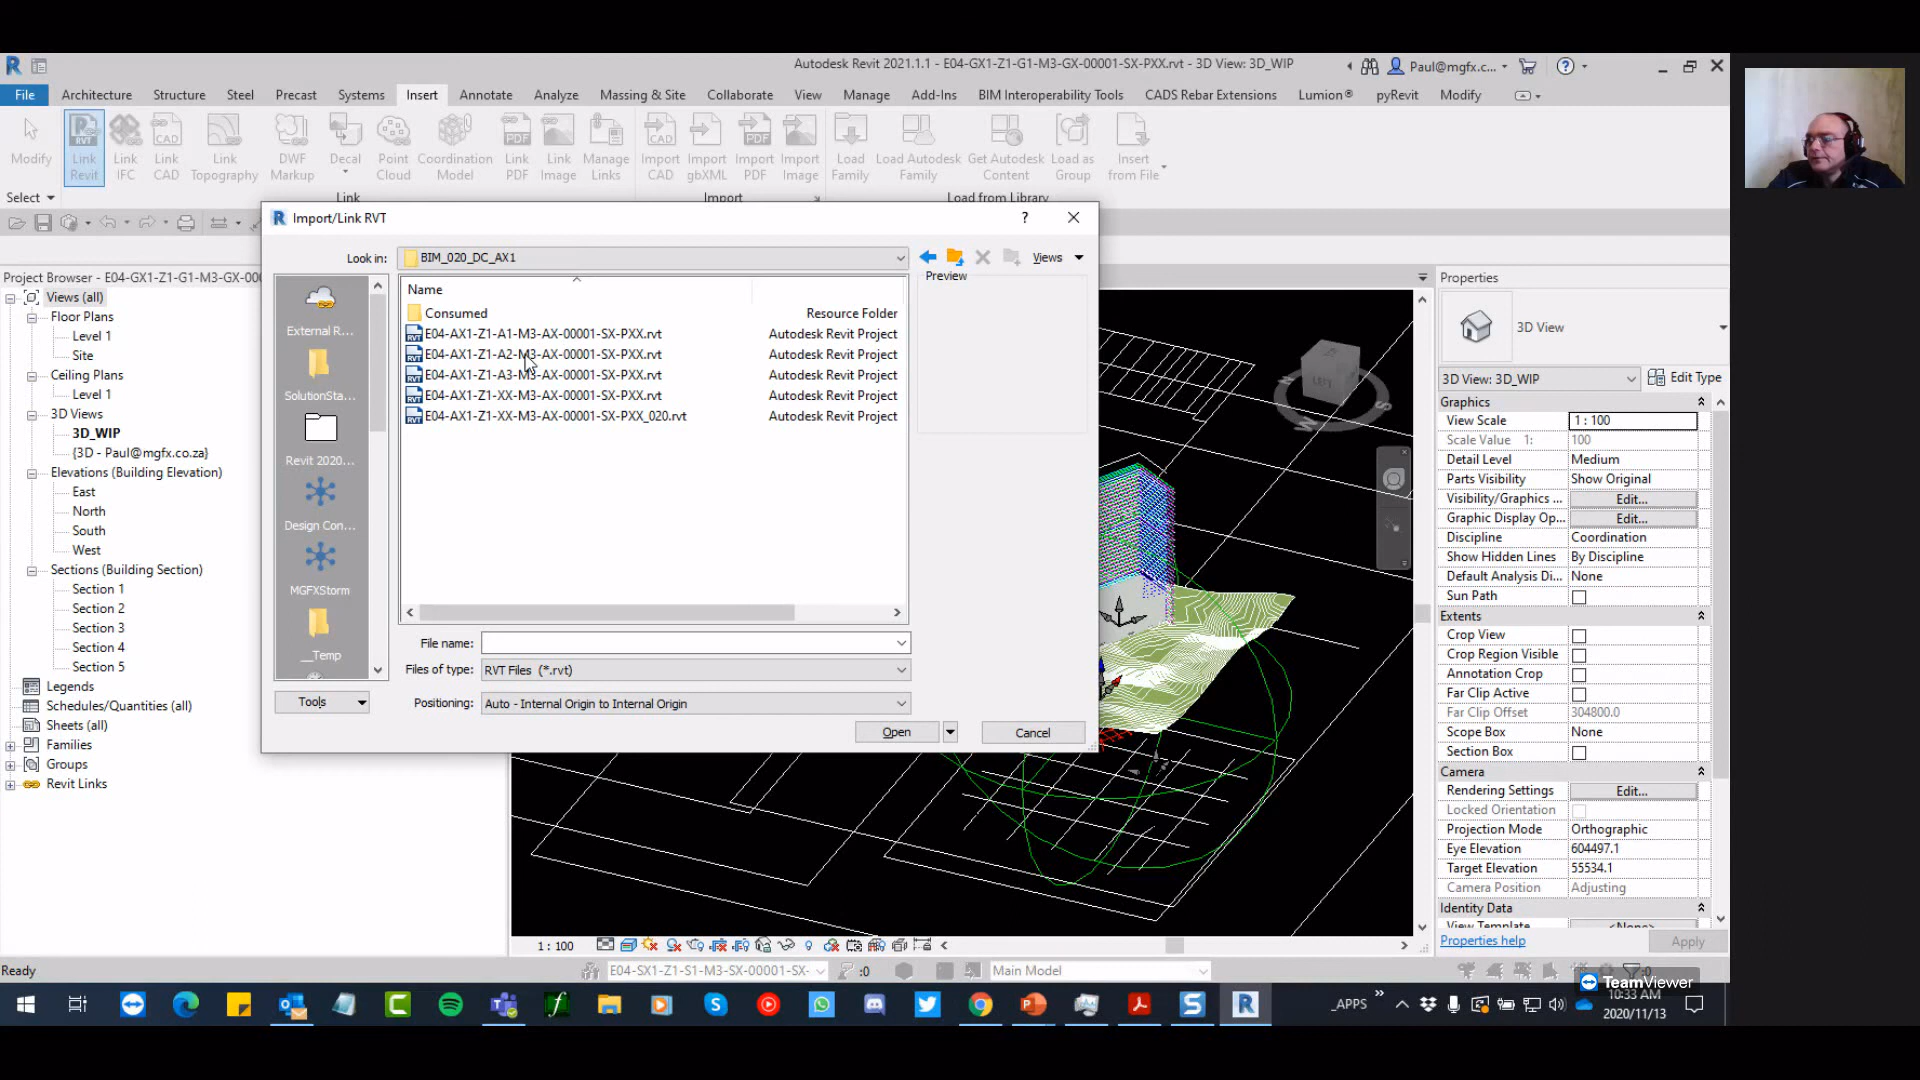 Autodesk Revit 2021.1.1 - E04-GX1-Z1-G1-M3-GX-00001-SX-PXX.rvt - 3D View: 3D_WIP
Paul@mgfx.c...
File Architecture Structure Steel Precast Systems Insert Annotate Analyze Massing & Site Collaborate View Manage Add-Ins BIM Interoperability Tools CADS Rebar Extensions Lumion® pyRevit Modify
Modify
Link Revit
Link IFC
Link CAD
Link Topography
DWF Markup
Decal
Point Cloud
Coordination Model
Link PDF
Link Image
Manage Links
Import CAD
Import gbXML
Import PDF
Import Image
Load Family
Load Autodesk Family
Get Autodesk Content
Load as Group
Insert from File
Select
Link
Import
Load from Library
Import/Link RVT
Look in: BIM_020_DC_AX1
Views
Preview
Name
Consumed Resource Folder
E04-AX1-Z1-A1-M3-AX-00001-SX-PXX.rvt Autodesk Revit Project
E04-AX1-Z1-A2-M3-AX-00001-SX-PXX.rvt Autodesk Revit Project
E04-AX1-Z1-A3-M3-AX-00001-SX-PXX.rvt Autodesk Revit Project
E04-AX1-Z1-XX-M3-AX-00001-SX-PXX.rvt Autodesk Revit Project
E04-AX1-Z1-XX-M3-AX-00001-SX-PXX_020.rvt Autodesk Revit Project
External R...
SolutionSta...
Revit 2020...
Design Con...
MGFXStorm
__Temp
File name:
Files of type: RVT Files (*.rvt)
Positioning: Auto - Internal Origin to Internal Origin
Tools
Open
Cancel
Project Browser - E04-GX1-Z1-G1-M3-GX-00
Views (all)
Floor Plans
Level 1
Site
Ceiling Plans
Level 1
3D Views
3D_WIP
{3D - Paul@mgfx.co.za}
Elevations (Building Elevation)
East
North
South
West
Sections (Building Section)
Section 1
Section 2
Section 3
Section 4
Section 5
Legends
Schedules/Quantities (all)
Sheets (all)
Families
Groups
Revit Links
Properties
3D View
3D View: 3D_WIP Edit Type
Graphics
View Scale 1 : 100
Scale Value 1: 100
Detail Level Medium
Parts Visibility Show Original
Visibility/Graphics ... Edit...
Graphic Display Op... Edit...
Discipline Coordination
Show Hidden Lines By Discipline
Default Analysis Di... None
Sun Path
Extents
Crop View
Crop Region Visible
Annotation Crop
Far Clip Active
Far Clip Offset 304800.0
Scope Box None
Section Box
Camera
Rendering Settings Edit...
Locked Orientation
Projection Mode Orthographic
Eye Elevation 604497.1
Target Elevation 55534.1
Camera Position Adjusting
Identity Data
View Template <None>
Properties help
Apply
1 : 100
Ready
E04-SX1-Z1-S1-M3-SX-00001-SX-
:0
Main Model
:0
TeamViewer
_APPS
10:33 AM
2020/11/13